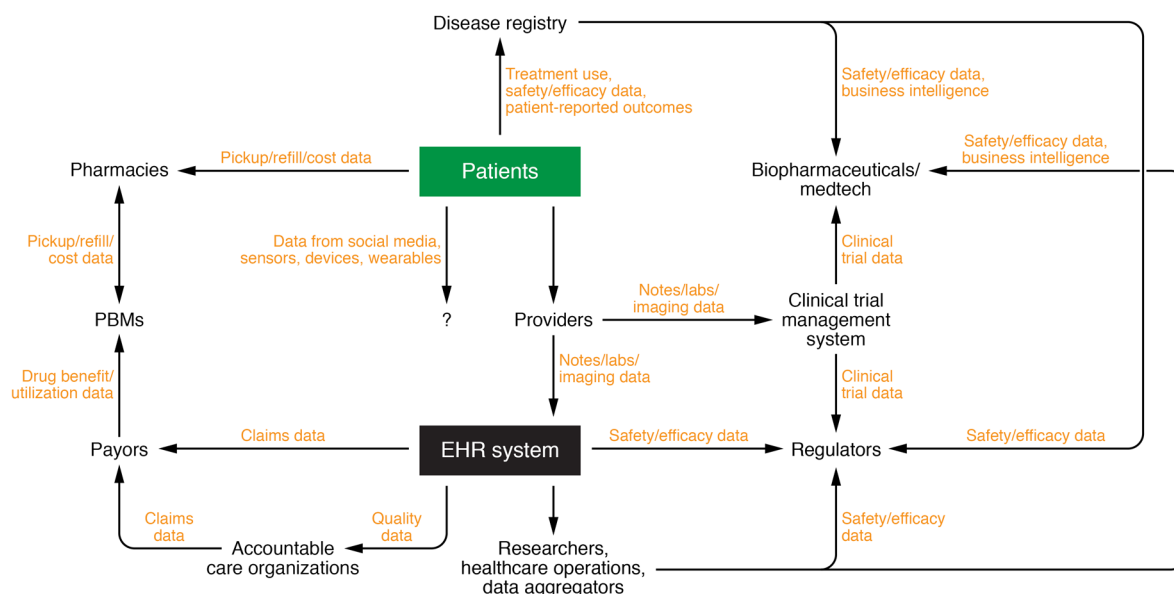 Disease registry
Treatment use,
safety/efficacy data,
patient-reported outcomes
Safety/efficacy data,
business intelligence
Safety/efficacy data,
business intelligence
Pharmacies
Pickup/refill/cost data
Patients
Biopharmaceuticals/
medtech
Pickup/refill/
cost data
Data from social media,
sensors, devices, wearables
Clinical
trial data
PBMs
?
Providers
Notes/labs/
imaging data
Clinical trial
management
system
Drug benefit/
utilization data
Notes/labs/
imaging data
Clinical
trial data
Payors
Claims data
EHR system
Safety/efficacy data
Regulators
Safety/efficacy data
Claims
data
Quality
data
Safety/efficacy
data
Accountable
care organizations
Researchers,
healthcare operations,
data aggregators